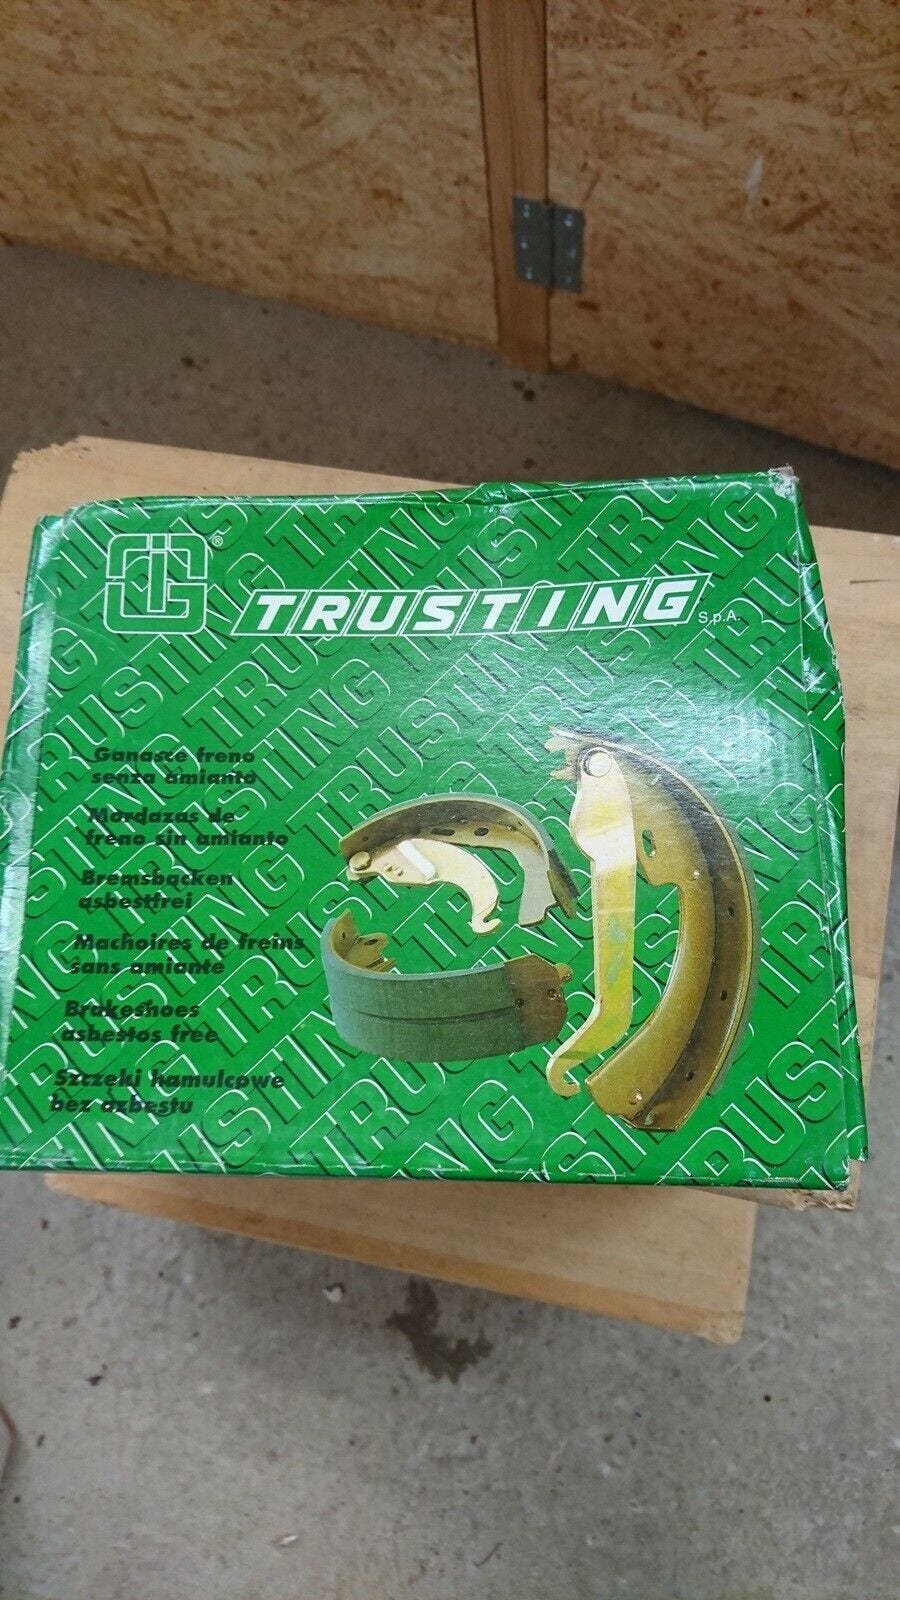 TRUSTING S.p.A.
Ganasce freno
senza amianto
Mordazas de
freno sin amianto
Bremsbacken
asbestfrei
Machoires de freins
sans amiante
Brakeshoes
asbestos free
Szczęki hamulcowe
bez azbestu